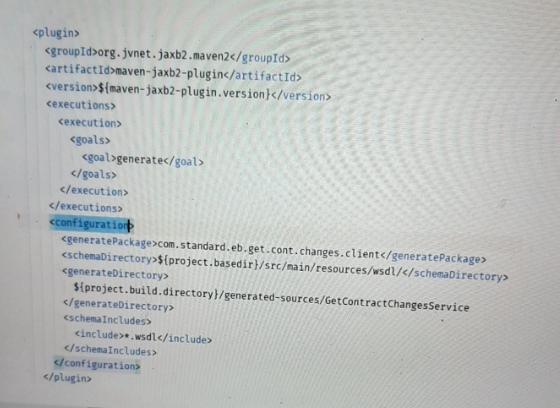 <plugin>
<groupId>org.jvnet.jaxb2.maven2</groupId>
<artifactId>maven-jaxb2-plugin</artifactId>
<version>${maven-jaxb2-plugin.version}</version>
<executions>
<execution>
<goals>
<goal>generate</goal>
</goals>
</execution>
</executions>
<configuration>
<generatePackage>com.standard.eb.get.cont.changes.client</generatePackage>
<schemaDirectory>${project.basedir}/src/main/resources/wsdl/</schemaDirectory>
<generateDirectory>
${project.build.directory}/generated-sources/GetContractChangesService
</generateDirectory>
<schemaIncludes>
<include>*.wsdl</include>
</schemaIncludes>
</configuration>
</plugin>